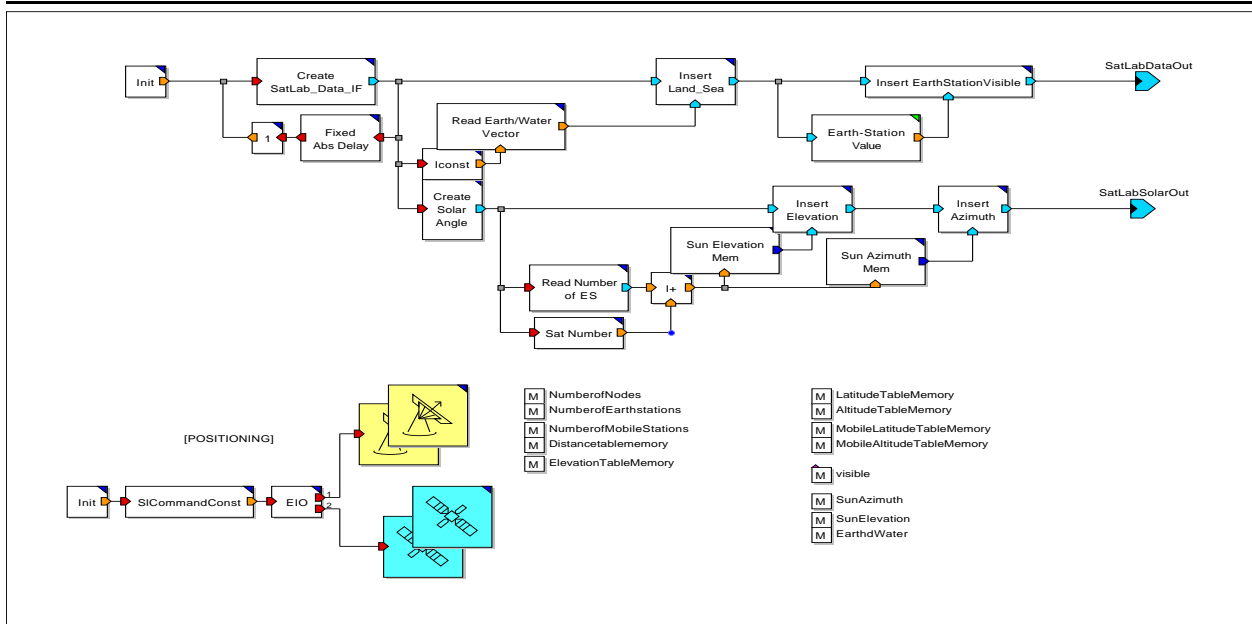 SatLabDataOut
Init
Create
SatLab_Data_IF
Insert
Land_Sea
Insert EarthStationVisible
Read Earth/Water
Vector
1
Fixed
Abs Delay
Earth-Station
Value
Iconst
Create
Solar
Angle
SatLabSolarOut
Insert
Elevation
Insert
Azimuth
Sun Elevation
Mem
Sun Azimuth
Mem
Read Number
of ES
I+
Sat Number
[POSITIONING]
Init
SlCommandConst
EIO
1
2
M NumberofNodes
M NumberofEarthstations
M NumberofMobileStations
M Distancetablememory
M ElevationTableMemory
M LatitudeTableMemory
M AltitudeTableMemory
M MobileLatitudeTableMemory
M MobileAltitudeTableMemory
M visible
M SunAzimuth
M SunElevation
M EarthdWater